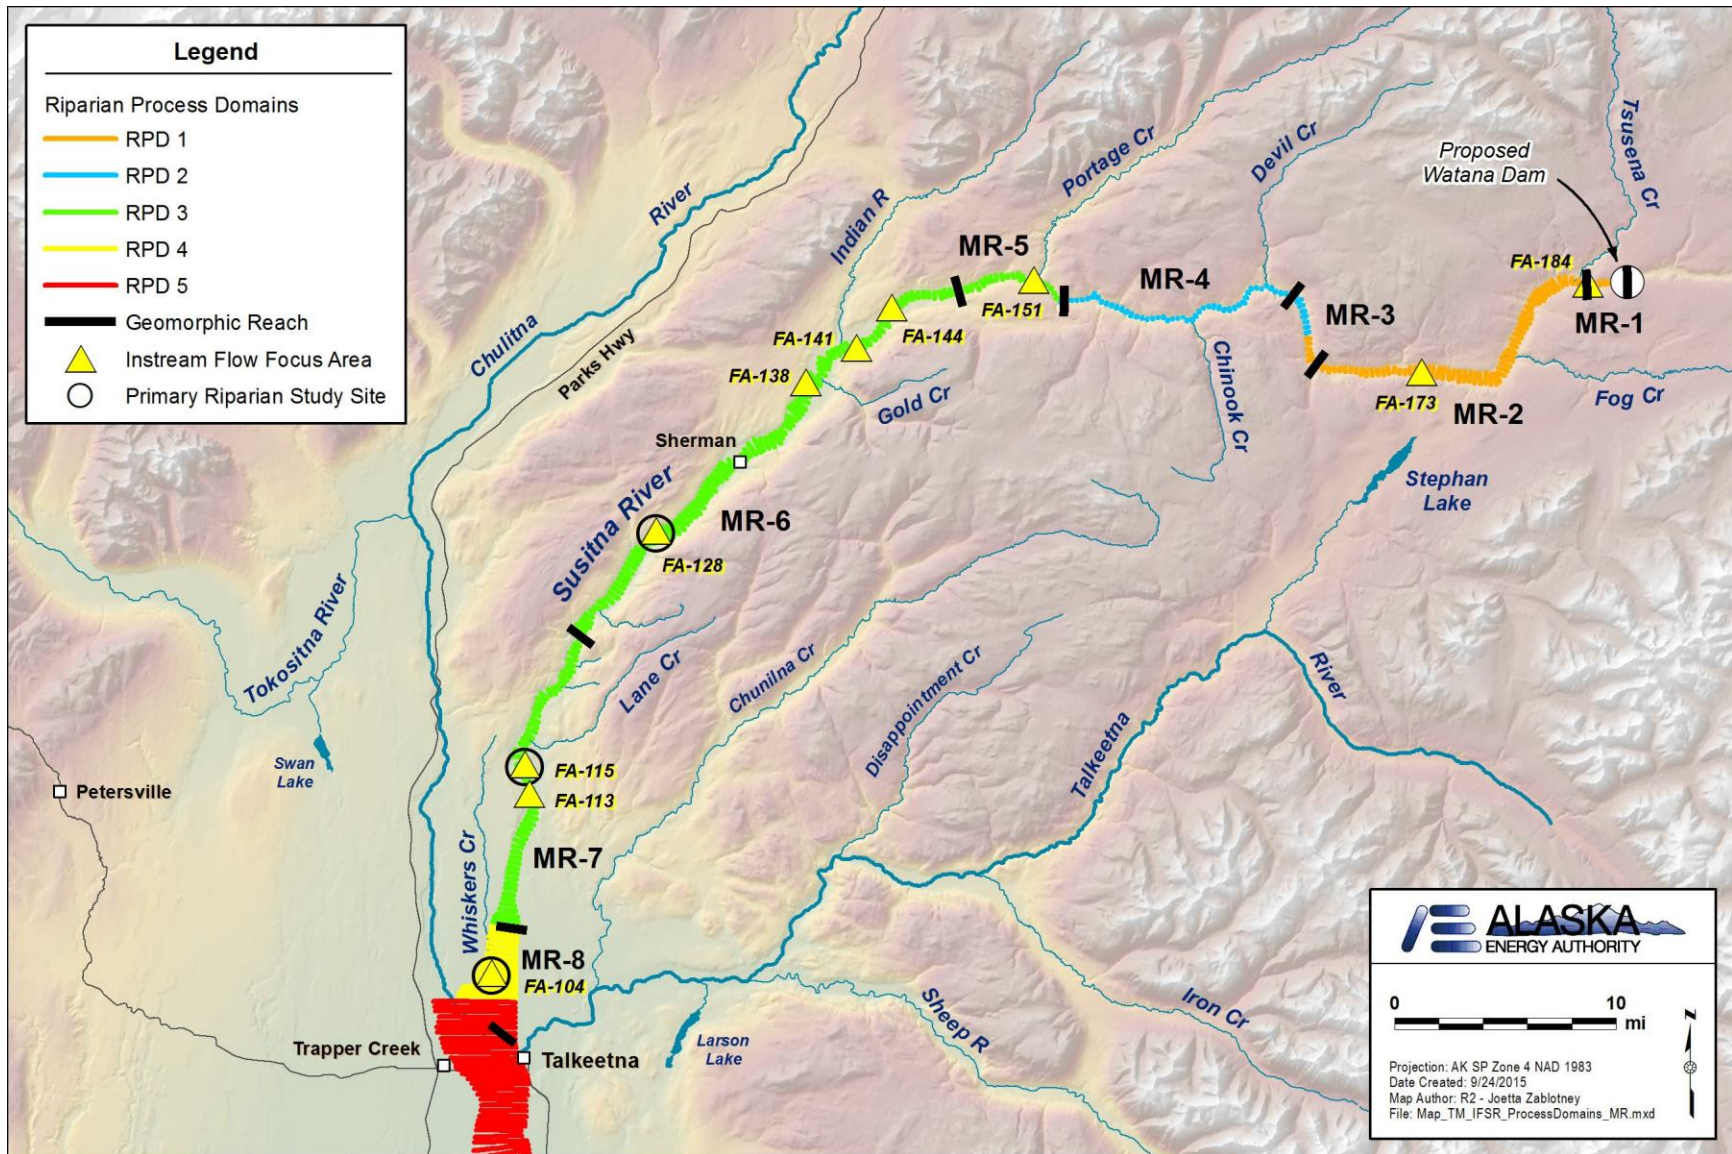 Legend
Riparian Process Domains
RPD 1
RPD 2
RPD 3
RPD 4
RPD 5
Geomorphic Reach
Instream Flow Focus Area
Primary Riparian Study Site
River
Chulitna
Parks Hwy
Indian R
Portage Cr
Devil Cr
Tsusena Cr
Proposed
Watana Dam
MR-5
MR-4
FA-184
MR-1
MR-3
FA-151
FA-144
FA-141
FA-138
Gold Cr
Chinook Cr
FA-173
MR-2
Fog Cr
Sherman
Susitna River
MR-6
Stephan
Lake
FA-128
Tokositna River
Lane Cr
Chunilna Cr
Disappointment Cr
River
Talkeetna
Swan
Lake
Petersville
FA-115
FA-113
Whiskers Cr
MR-7
MR-8
FA-104
Sheep R
Iron Cr
Larson
Lake
Trapper Creek
Talkeetna
ALASKA
ENERGY AUTHORITY
0 10
mi
N
Projection: AK SP Zone 4 NAD 1983
Date Created: 9/24/2015
Map Author: R2 - Joetta Zablotney
File: Map_TM_IFSR_ProcessDomains_MR.mxd